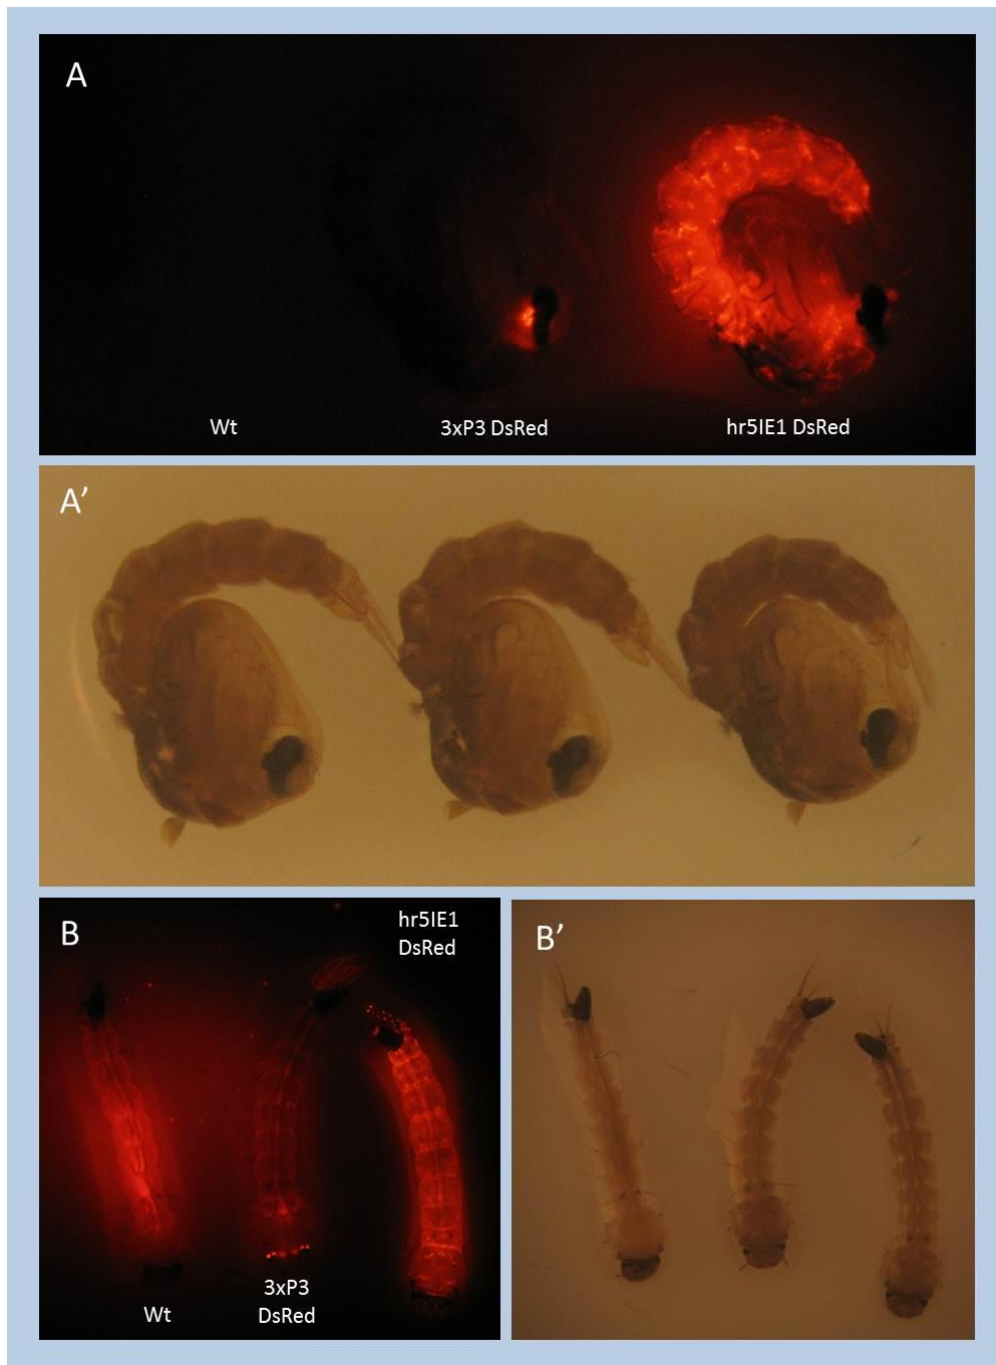 A
Wt
3xP3 DsRed
hr5IE1 DsRed
A’
B
hr5IE1
DsRed
Wt
3xP3
DsRed
B’